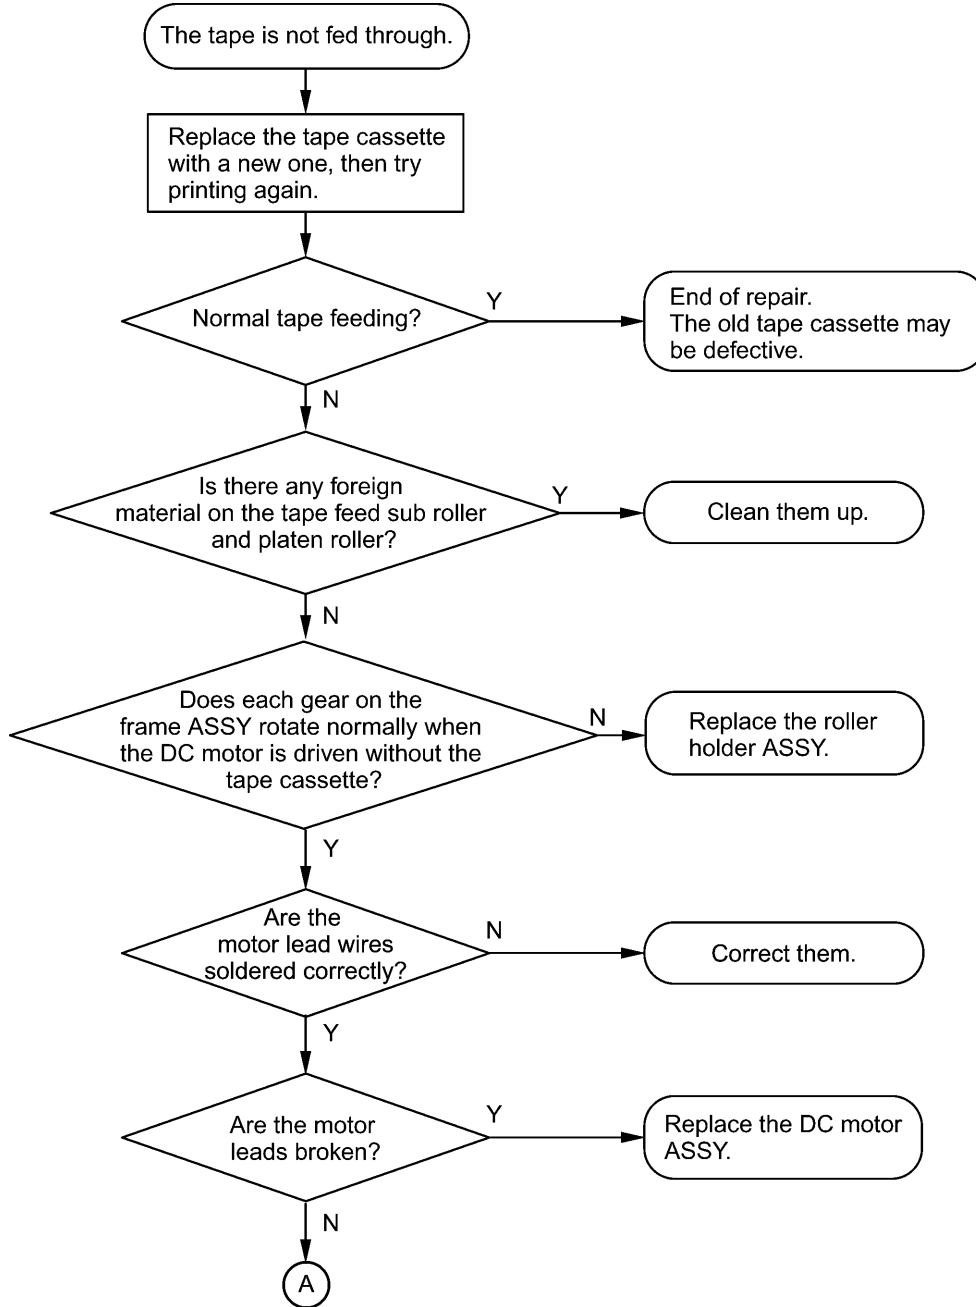 The tape is not fed through.
Replace the tape cassette
with a new one, then try
printing again.
Normal tape feeding?
Y
End of repair.
The old tape cassette may
be defective.
N
Is there any foreign
material on the tape feed sub roller
and platen roller?
Y
Clean them up.
N
Does each gear on the
frame ASSY rotate normally when
the DC motor is driven without the
tape cassette?
N
Replace the roller
holder ASSY.
Y
Are the
motor lead wires
soldered correctly?
N
Correct them.
Y
Are the motor
leads broken?
Y
Replace the DC motor
ASSY.
N
A